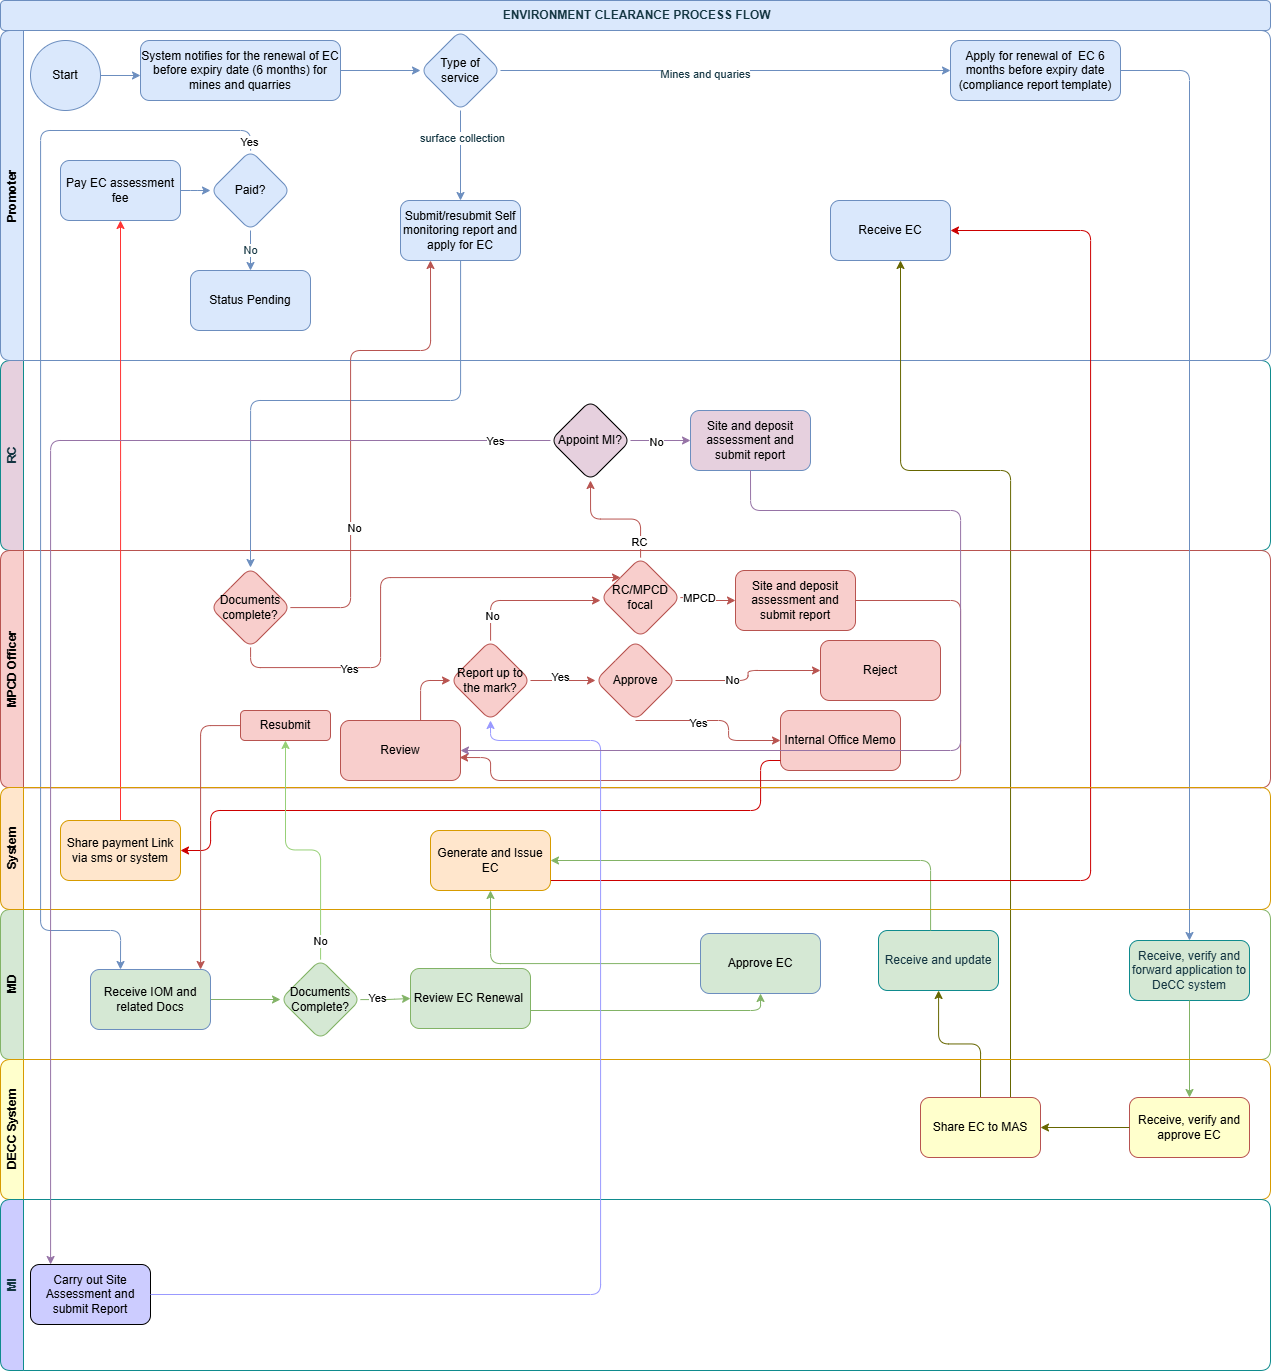 ENVIRONMENT CLEARANCE PROCESS FLOW
Promoter
Start
System notifies for the renewal of EC
before expiry date (6 months) for
mines and quarries
Type of
service
Mines and quaries
Apply for renewal of EC 6
months before expiry date
(compliance report template)
surface collection
Yes
Pay EC assessment
fee
Paid?
No
Status Pending
Submit/resubmit Self
monitoring report and
apply for EC
Receive EC
RC
Yes
Appoint MI?
No
Site and deposit
assessment and
submit report
No
RC
MPCD Officer
Documents
complete?
Yes
RC/MPCD
focal
MPCD
Site and deposit
assessment and
submit report
No
Report up to
the mark?
Yes
Approve
No
Reject
Yes
Internal Office Memo
Resubmit
Review
System
Share payment Link
via sms or system
Generate and Issue
EC
MD
No
Receive IOM and
related Docs
Documents
Complete?
Yes
Review EC Renewal
Approve EC
Receive and update
Receive, verify and
forward application to
DeCC system
DECC System
Share EC to MAS
Receive, verify and
approve EC
MI
Carry out Site
Assessment and
submit Report